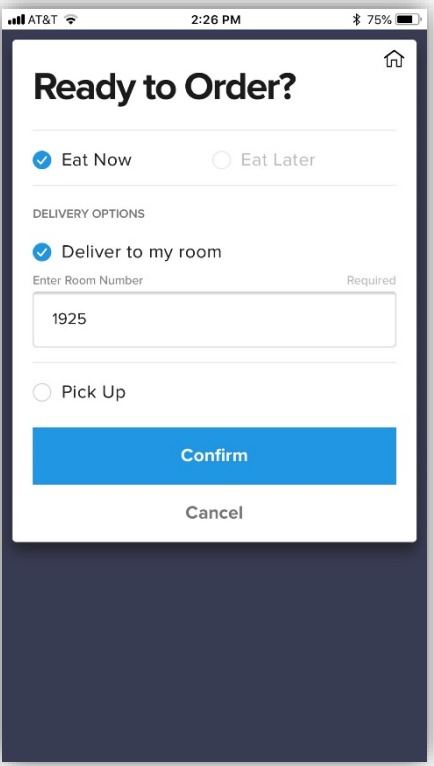 AT&T 2:26 PM 75%
Ready to Order?
Eat Now Eat Later
DELIVERY OPTIONS
Deliver to my room
Enter Room Number Required
1925
Pick Up
Confirm
Cancel